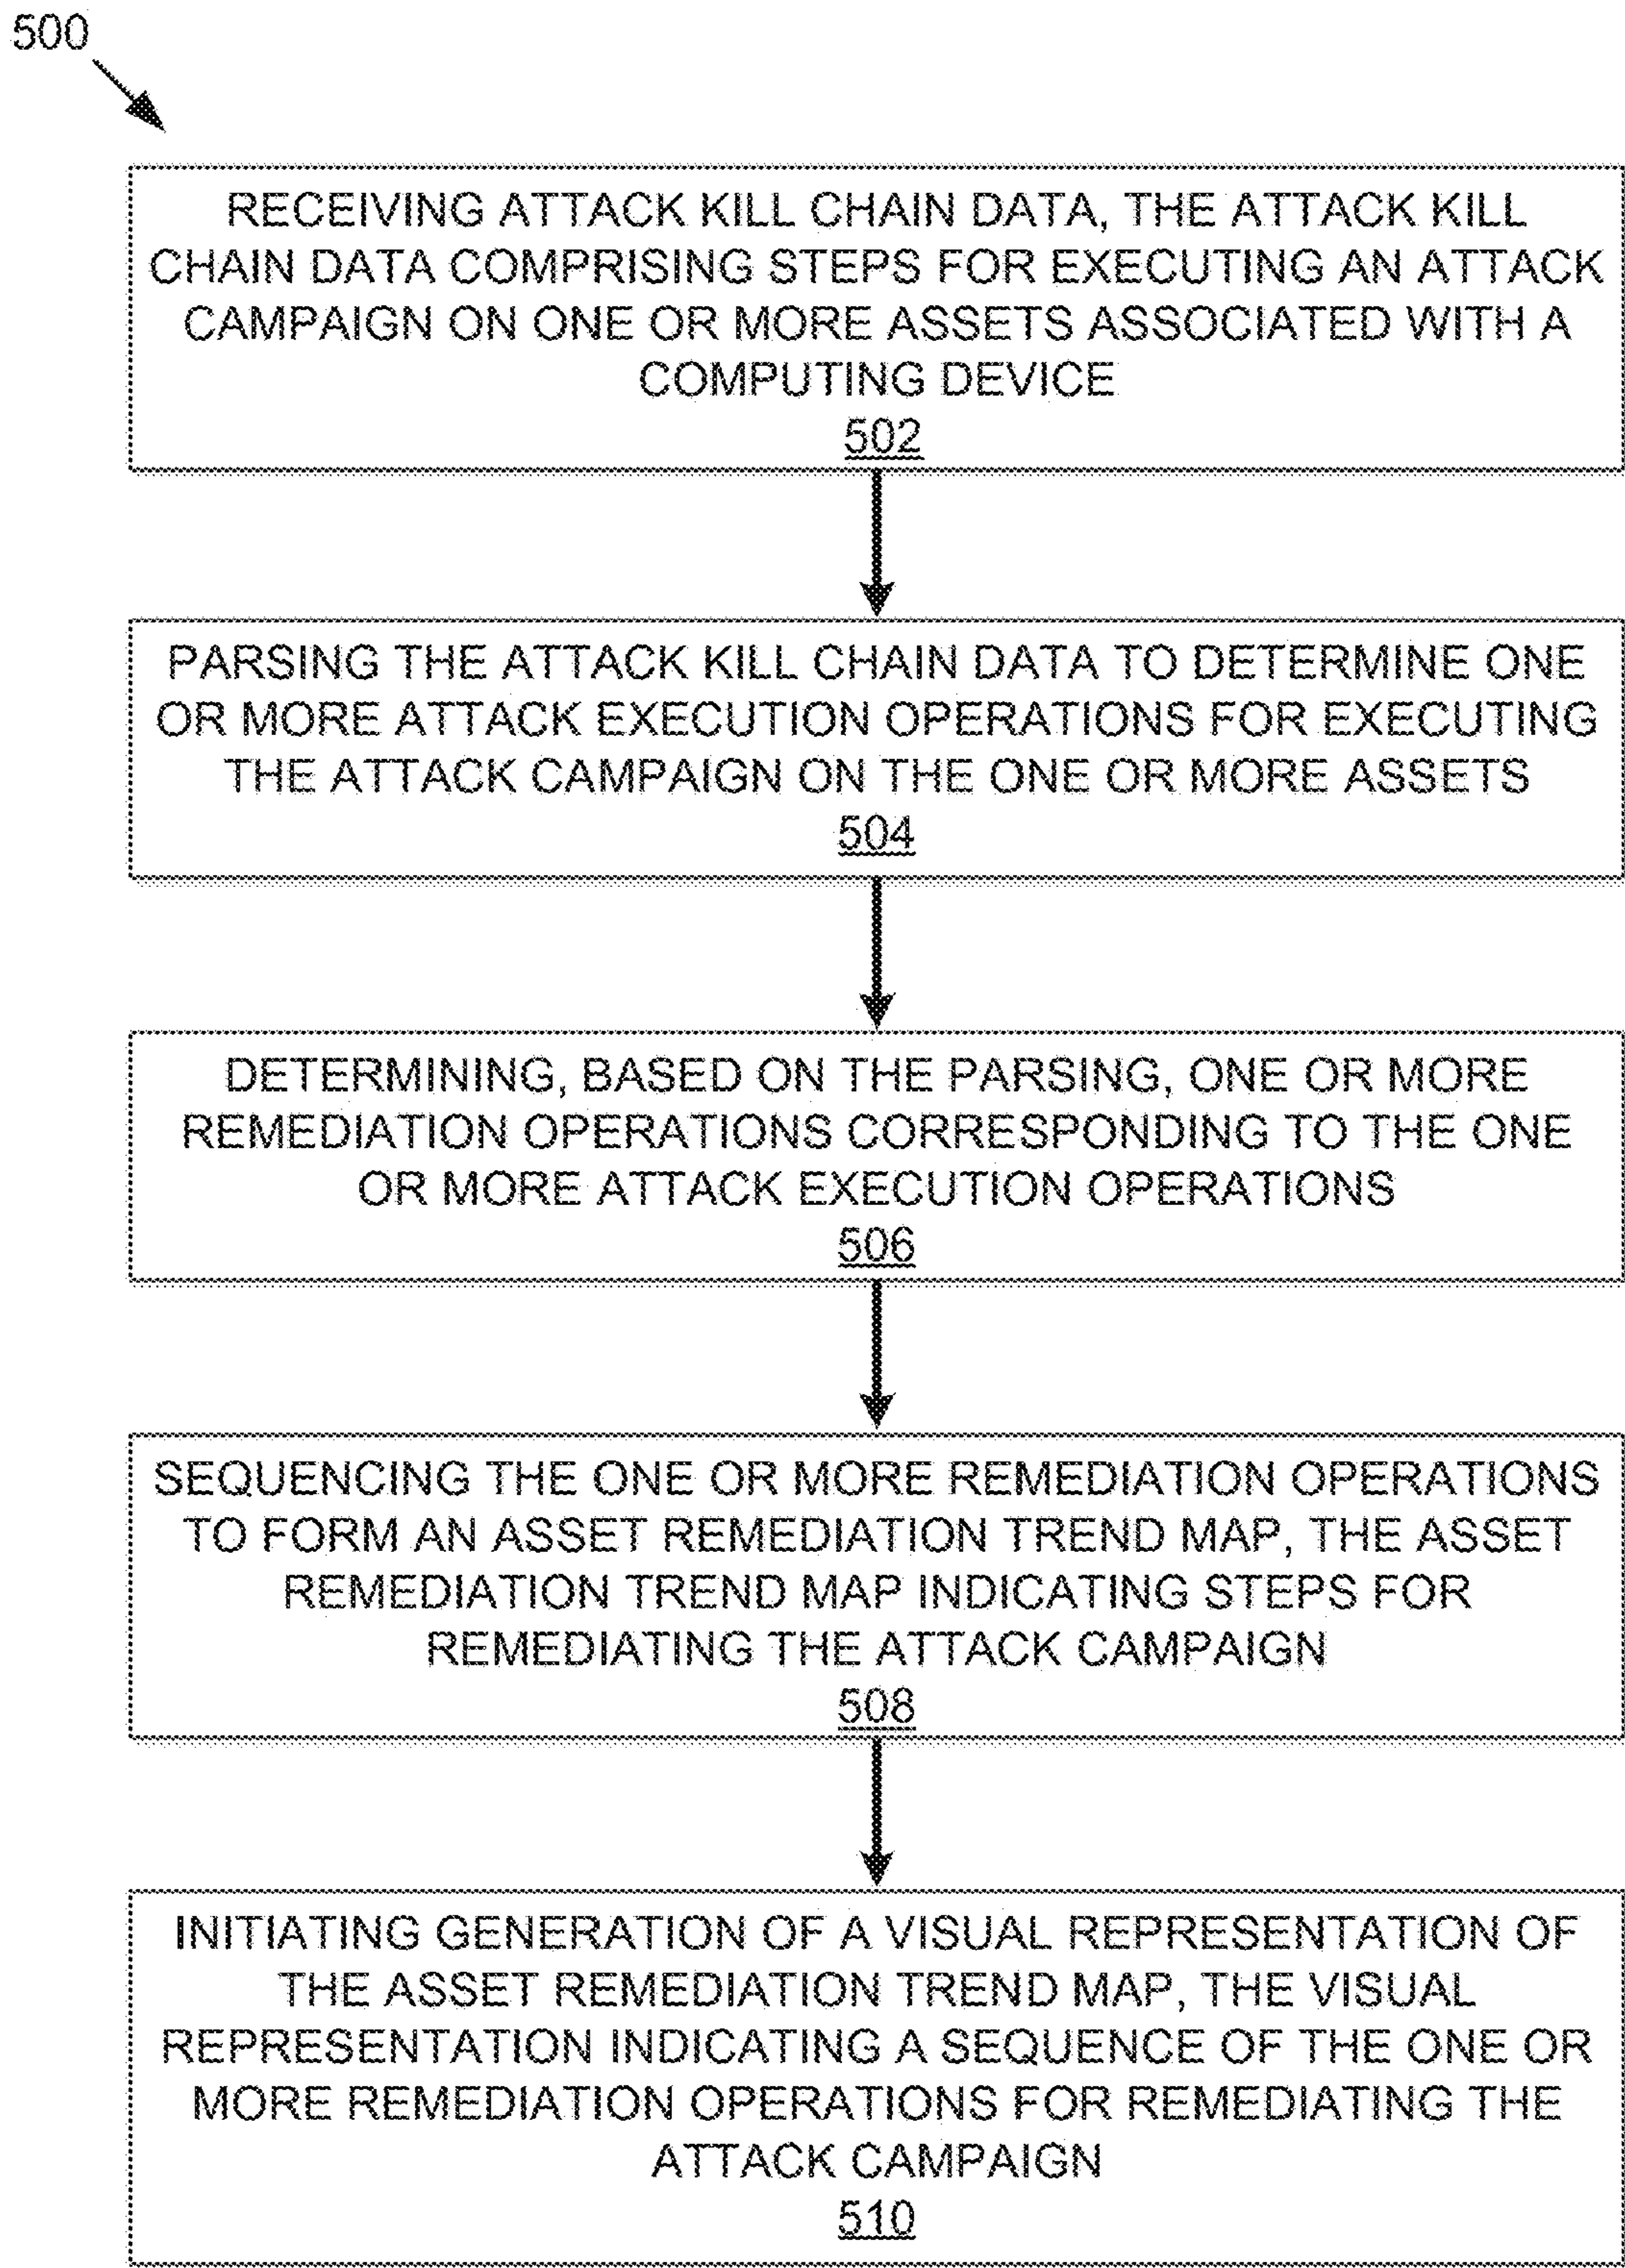 500
RECEIVING ATTACK KILL CHAIN DATA, THE ATTACK KILL
CHAIN DATA COMPRISING STEPS FOR EXECUTING AN ATTACK
CAMPAIGN ON ONE OR MORE ASSETS ASSOCIATED WITH A
COMPUTING DEVICE
502
PARSING THE ATTACK KILL CHAIN DATA TO DETERMINE ONE
OR MORE ATTACK EXECUTION OPERATIONS FOR EXECUTING
THE ATTACK CAMPAIGN ON THE ONE OR MORE ASSETS
504
DETERMINING, BASED ON THE PARSING, ONE OR MORE
REMEDIATION OPERATIONS CORRESPONDING TO THE ONE
OR MORE ATTACK EXECUTION OPERATIONS
506
SEQUENCING THE ONE OR MORE REMEDIATION OPERATIONS
TO FORM AN ASSET REMEDIATION TREND MAP, THE ASSET
REMEDIATION TREND MAP INDICATING STEPS FOR
REMEDIATING THE ATTACK CAMPAIGN
508
INITIATING GENERATION OF A VISUAL REPRESENTATION OF
THE ASSET REMEDIATION TREND MAP, THE VISUAL
REPRESENTATION INDICATING A SEQUENCE OF THE ONE OR
MORE REMEDIATION OPERATIONS FOR REMEDIATING THE
ATTACK CAMPAIGN
510